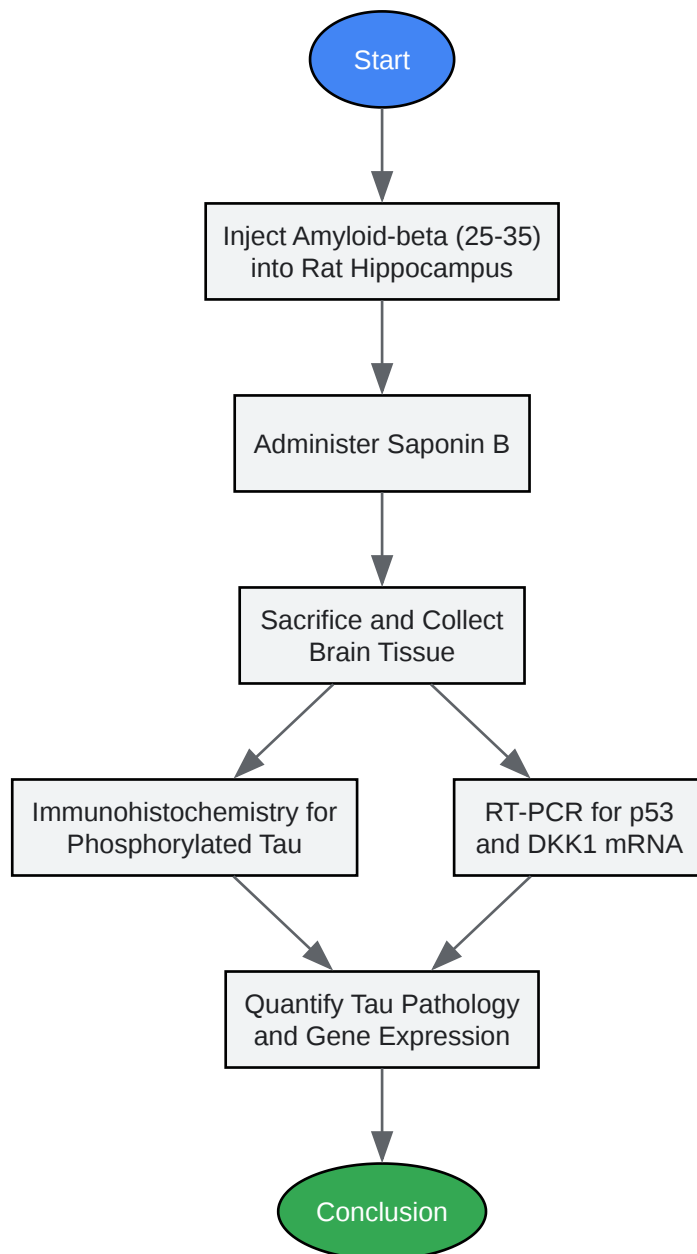 Start
Inject Amyloid-beta (25-35)
into Rat Hippocampus
Administer Saponin B
Sacrifice and Collect
Brain Tissue
Immunohistochemistry for
Phosphorylated Tau
RT-PCR for p53
and DKK1 mRNA
Quantify Tau Pathology
and Gene Expression
Conclusion